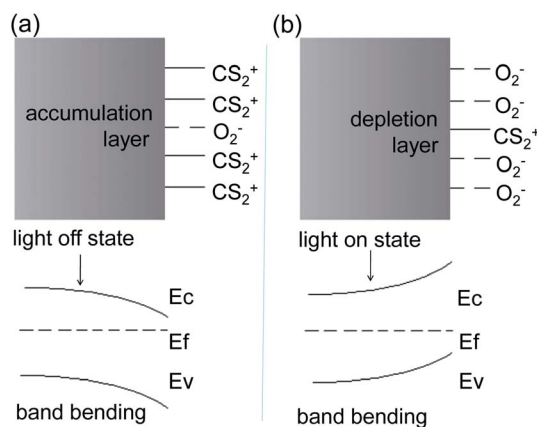 (a)
CS₂⁺
CS₂⁺
O₂⁻
CS₂⁺
CS₂⁺
accumulation
layer
light off state
Ec
Ef
Ev
band bending
(b)
O₂⁻
O₂⁻
CS₂⁺
O₂⁻
O₂⁻
depletion
layer
light on state
Ec
Ef
Ev
band bending